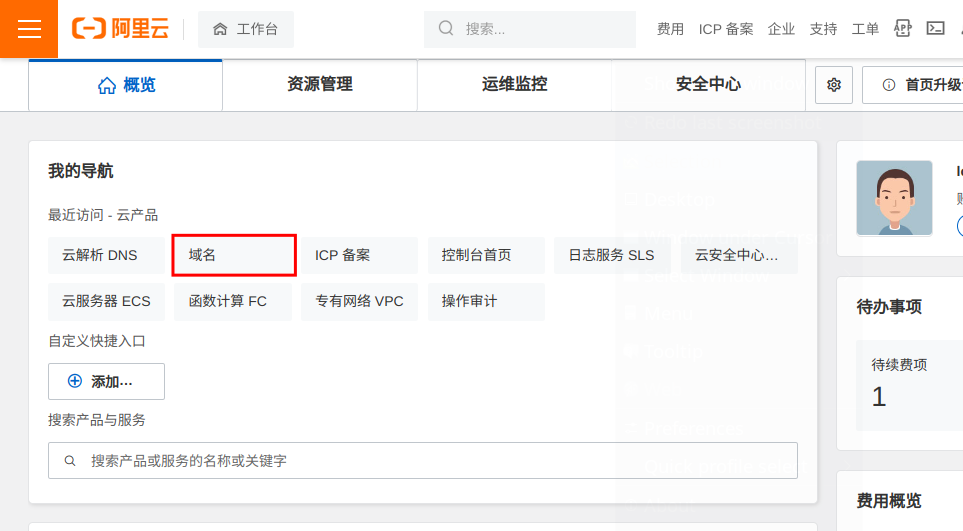 阿里云 工作台 搜索... 费用 ICP 备案 企业 支持 工单 APP
概览 资源管理 运维监控 安全中心 首页升级
我的导航
最近访问 - 云产品
云解析 DNS 域名 ICP 备案 控制台首页 日志服务 SLS 云安全中心...
云服务器 ECS 函数计算 FC 专有网络 VPC 操作审计
自定义快捷入口
添加...
搜索产品与服务
搜索产品或服务的名称或关键字
待办事项
待续费项
1
费用概览